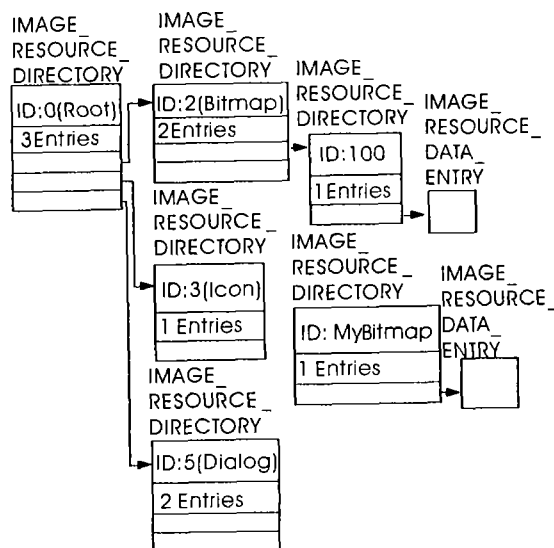 IMAGE_
RESOURCE_
DIRECTORY
ID:0(Root)
3Entries
IMAGE_
RESOURCE_
DIRECTORY
ID:2(Bitmap)
2Entries
IMAGE_
RESOURCE_
DIRECTORY
ID:100
1Entries
IMAGE_
RESOURCE_
DATA_
ENTRY
IMAGE_
RESOURCE_
DIRECTORY
ID:3(Icon)
1 Entries
IMAGE_
RESOURCE_
DIRECTORY
ID: MyBitmap
1 Entries
IMAGE_
RESOURCE_
DATA_
ENTRY
IMAGE_
RESOURCE_
DIRECTORY
ID:5(Dialog)
2 Entries